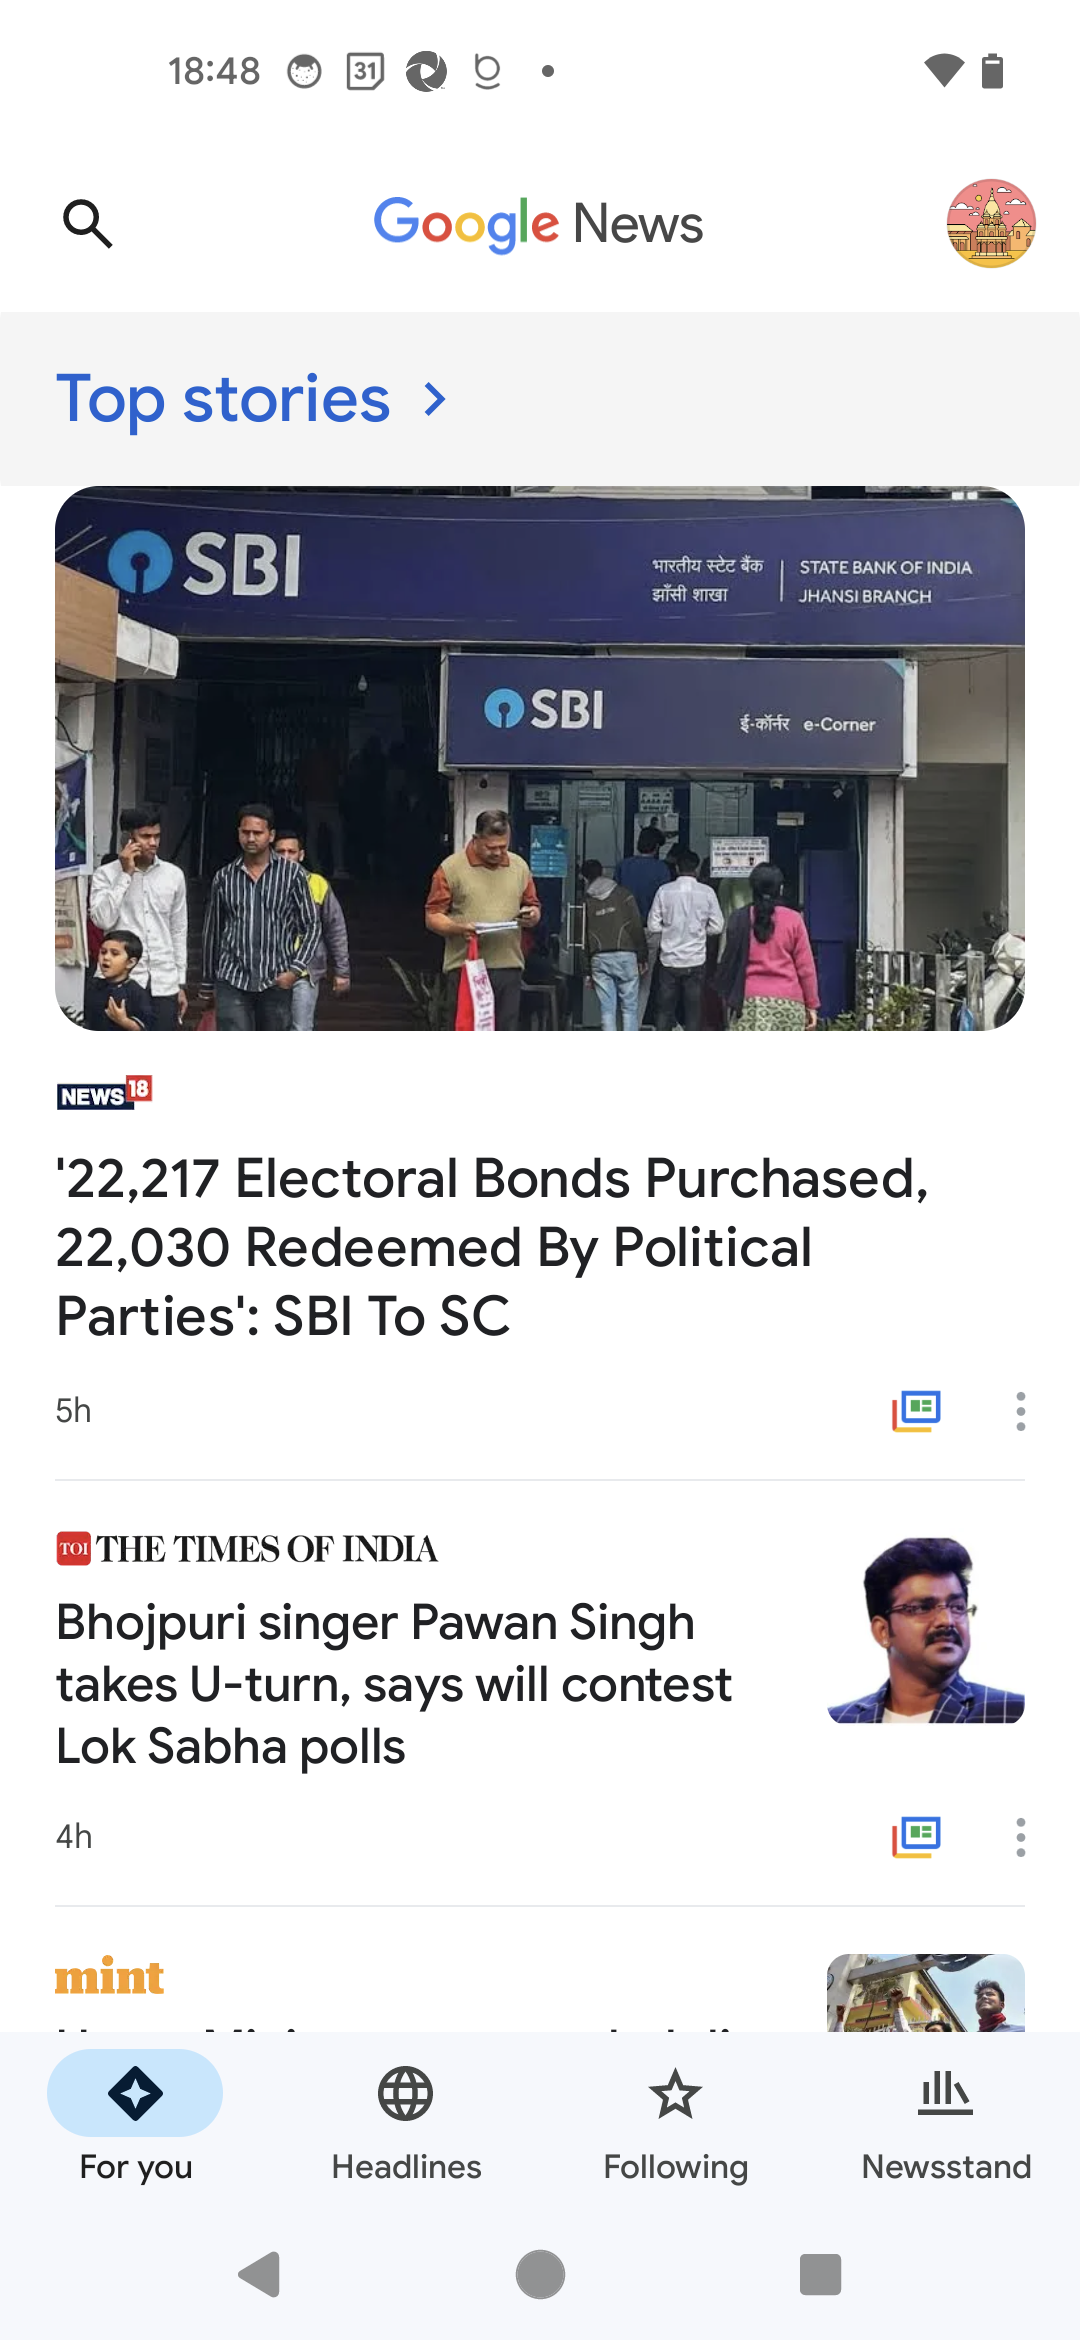 18:48
31
Google News
Top stories
SBI
भारतीय स्टेट बैंक
झाँसी शाखा
STATE BANK OF INDIA
JHANSI BRANCH
SBI
ई-कॉर्नर e-Corner
NEWS 18
'22,217 Electoral Bonds Purchased,
22,030 Redeemed By Political
Parties': SBI To SC
5h
TOI THE TIMES OF INDIA
Bhojpuri singer Pawan Singh
takes U-turn, says will contest
Lok Sabha polls
4h
mint
For you
Headlines
Following
Newsstand